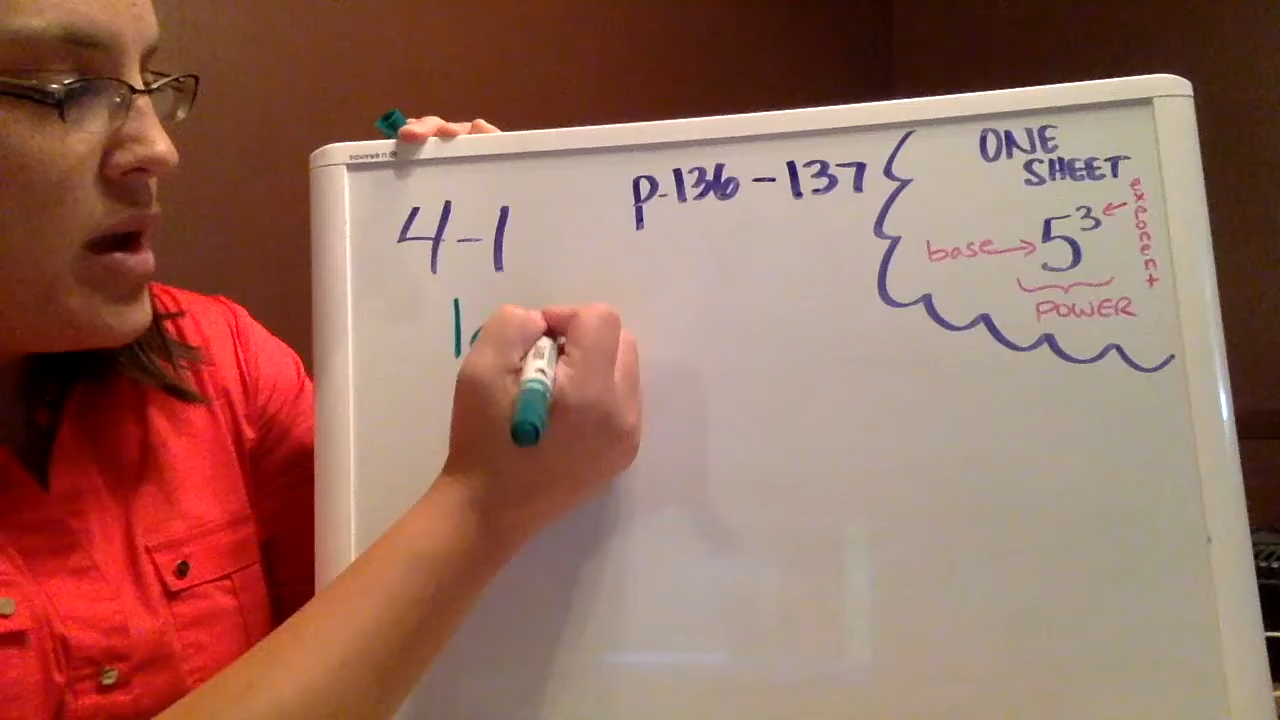 4-1
p.136-137
ONE
SHEET
5³
exponent
base
POWER